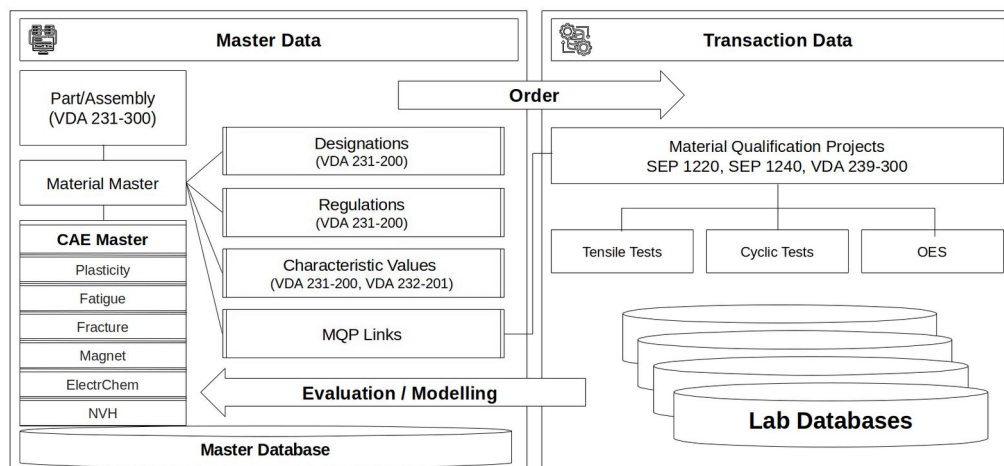 Master Data
Part/Assembly
(VDA 231-300)
Material Master
CAE Master
Plasticity
Fatigue
Fracture
Magnet
ElectrChem
NVH
Designations
(VDA 231-200)
Regulations
(VDA 231-200)
Characteristic Values
(VDA 231-200, VDA 232-201)
MQP Links
Master Database
Order
Evaluation / Modelling
Transaction Data
Material Qualification Projects
SEP 1220, SEP 1240, VDA 239-300
Tensile Tests
Cyclic Tests
OES
Lab Databases